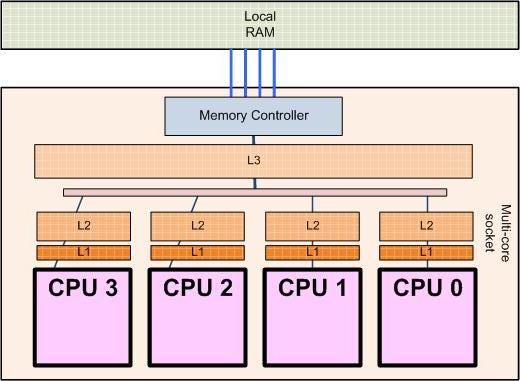 Local
RAM
Memory Controller
L3
Multi-core
socket
L2
L2
L2
L2
L1
L1
L1
L1
CPU 3
CPU 2
CPU 1
CPU 0